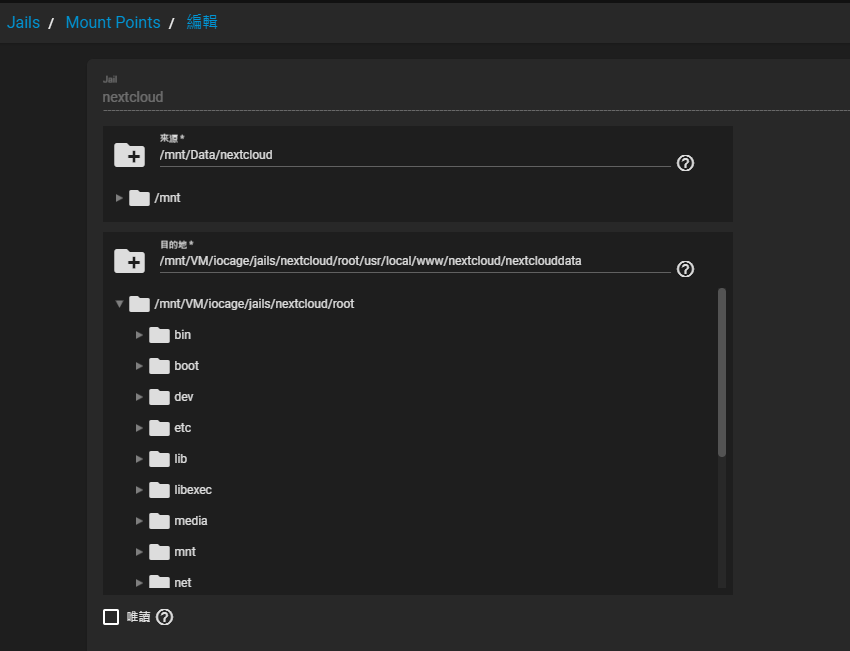 Jails / Mount Points / 編輯
Jail
nextcloud
來源 *
/mnt/Data/nextcloud
/mnt
目的地 *
/mnt/VM/iocage/jails/nextcloud/root/usr/local/www/nextcloud/nextclouddata
/mnt/VM/iocage/jails/nextcloud/root
bin
boot
dev
etc
lib
libexec
media
mnt
net
唯讀